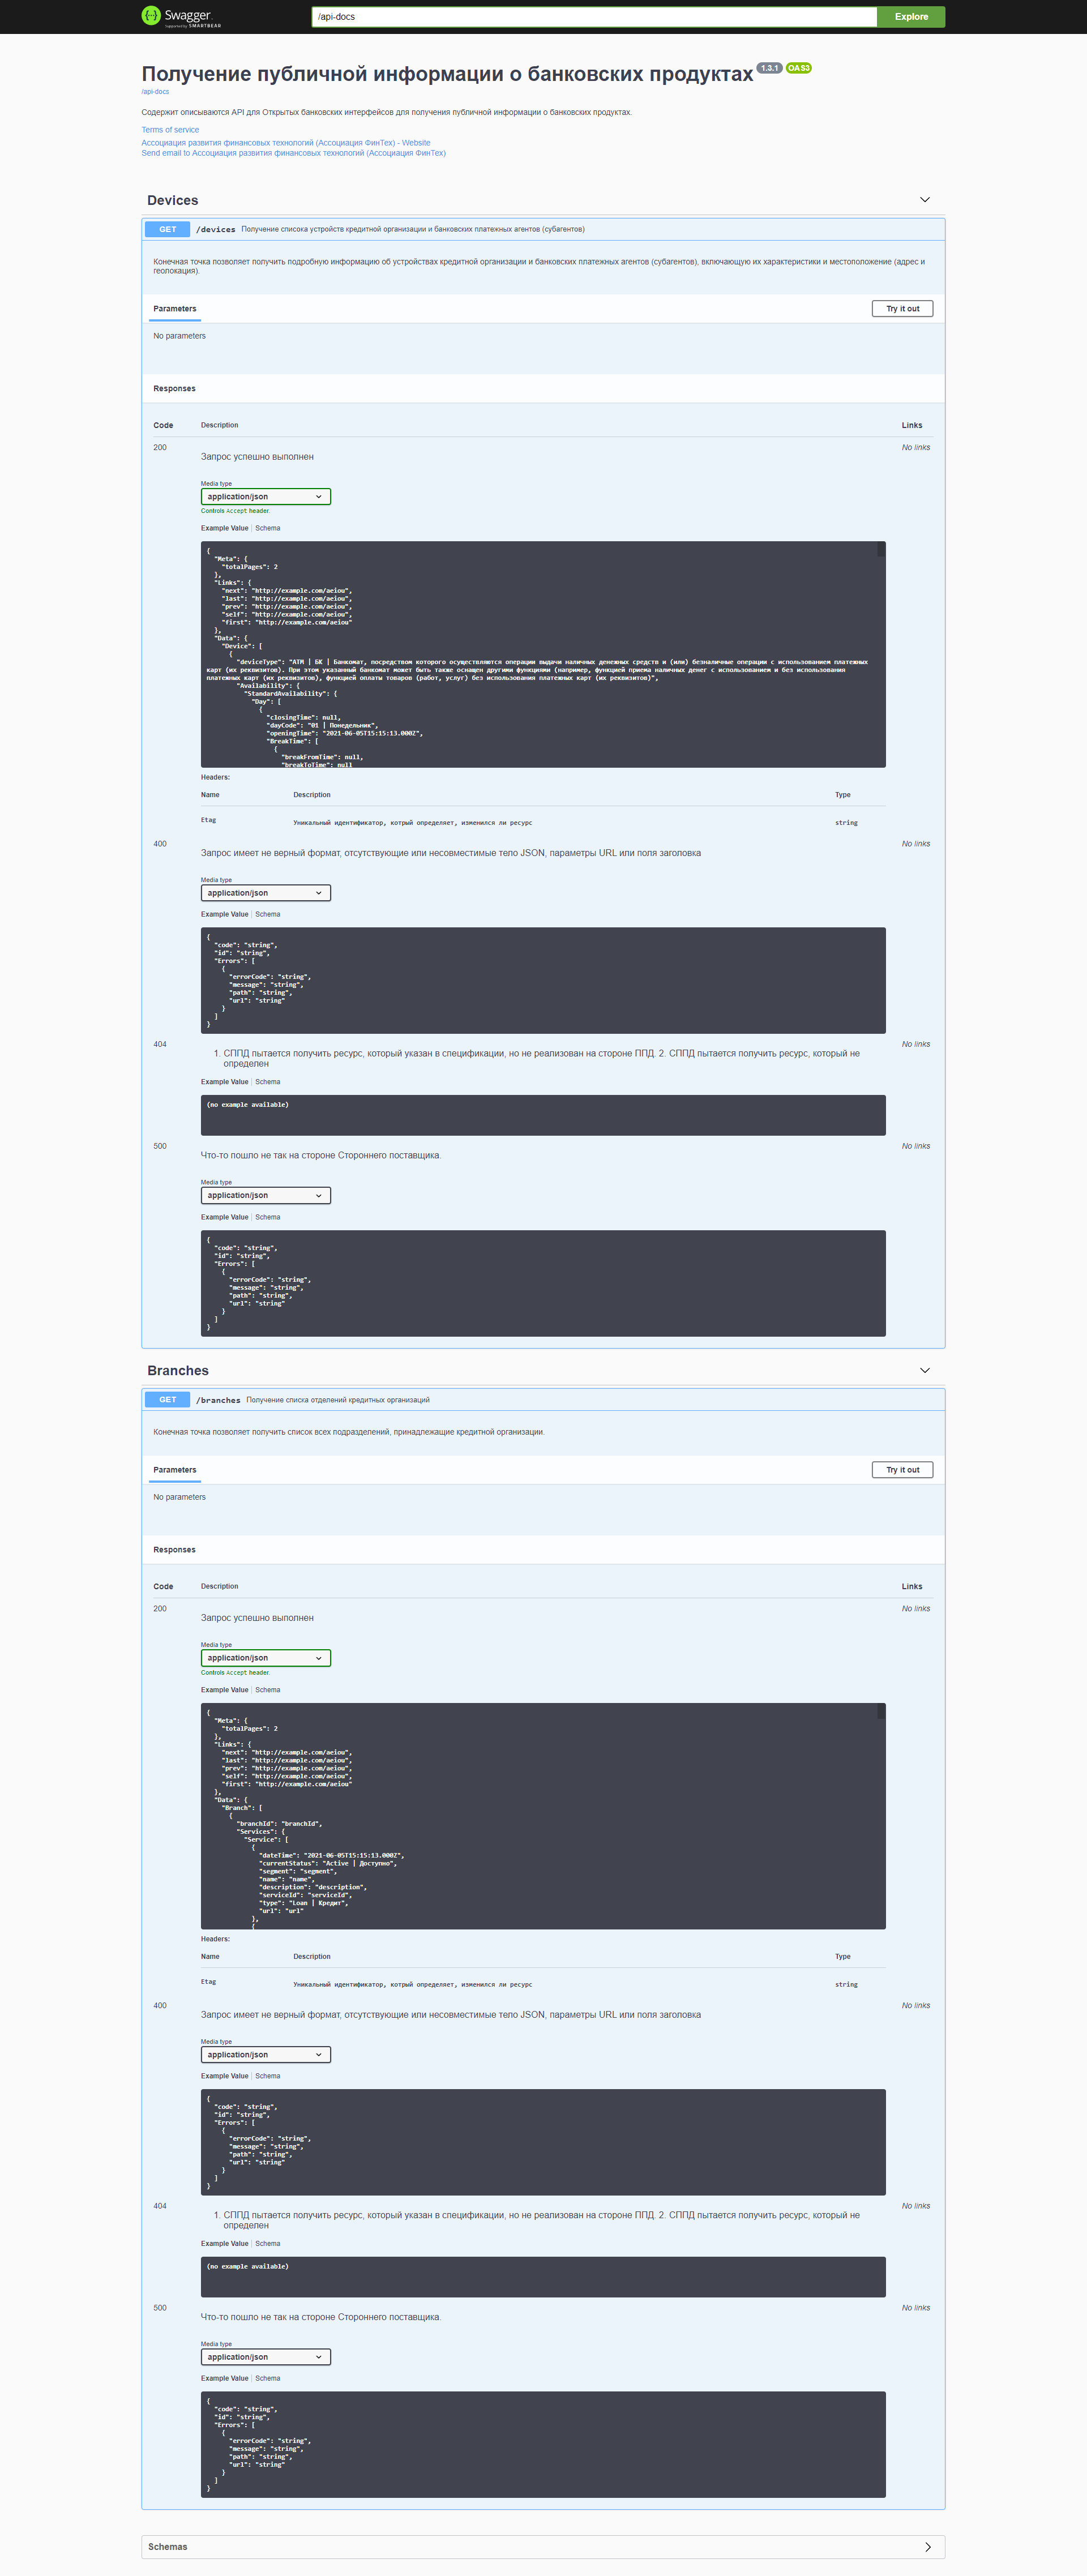 Swagger.
Supported by SMARTBEAR
/api-docs
Explore
Получение публичной информации о банковских продуктах 1.3.1 OAS3
/api-docs
Содержит описываются API для Открытых банковских интерфейсов для получения публичной информации о банковских продуктах.
Terms of service
Ассоциация развития финансовых технологий (Ассоциация ФинТех) - Website
Send email to Ассоциация развития финансовых технологий (Ассоциация ФинТех)
Devices
GET /devices Получение списока устройств кредитной организации и банковских платежных агентов (субагентов)
Конечная точка позволяет получить подробную информацию об устройствах кредитной организации и банковских платежных агентов (субагентов), включающую их характеристики и местоположение (адрес и
геолокация).
Parameters
Try it out
No parameters
Responses
Code Description Links
200 No links
Запрос успешно выполнен
Media type
application/json
Controls Accept header.
Example Value Schema
{
"Meta": {
"totalPages": 2
},
"Links": {
"next": "http://example.com/aeiou",
"last": "http://example.com/aeiou",
"prev": "http://example.com/aeiou",
"self": "http://example.com/aeiou",
"first": "http://example.com/aeiou"
},
"Data": {
"Device": [
{
"deviceType": "ATM | БК | Банкомат, посредством которого осуществляются операции выдачи наличных денежных средств и (или) безналичные операции с использованием платежных
карт (их реквизитов). При этом указанный банкомат может быть также оснащен другими функциями (например, функцией приема наличных денег с использованием и без использования
платежных карт (их реквизитов), функцией оплаты товаров (работ, услуг) без использования платежных карт (их реквизитов)",
"Availability": {
"StandardAvailability": {
"Day": [
{
"closingTime": null,
"dayCode": "01 | Понедельник",
"openingTime": "2021-06-05T15:15:13.000Z",
"BreakTime": [
{
"breakFromTime": null,
"breakToTime": null
Headers:
Name Description Type
Etag Уникальный идентификатор, котрый определяет, изменился ли ресурс string
400 No links
Запрос имеет не верный формат, отсутствующие или несовместимые тело JSON, параметры URL или поля заголовка
Media type
application/json
Example Value Schema
{
"code": "string",
"id": "string",
"Errors": [
{
"errorCode": "string",
"message": "string",
"path": "string",
"url": "string"
}
]
}
404 No links
1. СППД пытается получить ресурс, который указан в спецификации, но не реализован на стороне ППД. 2. СППД пытается получить ресурс, который не
определен
Example Value Schema
(no example available)
500 No links
Что-то пошло не так на стороне Стороннего поставщика.
Media type
application/json
Example Value Schema
{
"code": "string",
"id": "string",
"Errors": [
{
"errorCode": "string",
"message": "string",
"path": "string",
"url": "string"
}
]
}
Branches
GET /branches Получение списка отделений кредитных организаций
Конечная точка позволяет получить список всех подразделений, принадлежащие кредитной организации.
Parameters
Try it out
No parameters
Responses
Code Description Links
200 No links
Запрос успешно выполнен
Media type
application/json
Controls Accept header.
Example Value Schema
{
"Meta": {
"totalPages": 2
},
"Links": {
"next": "http://example.com/aeiou",
"last": "http://example.com/aeiou",
"prev": "http://example.com/aeiou",
"self": "http://example.com/aeiou",
"first": "http://example.com/aeiou"
},
"Data": {
"Branch": [
{
"branchId": "branchId",
"Services": {
"Service": [
{
"dateTime": "2021-06-05T15:15:13.000Z",
"currentStatus": "Active | Доступно",
"segment": "segment",
"name": "name",
"description": "description",
"serviceId": "serviceId",
"type": "Loan | Кредит",
"url": "url"
},
{
Headers:
Name Description Type
Etag Уникальный идентификатор, котрый определяет, изменился ли ресурс string
400 No links
Запрос имеет не верный формат, отсутствующие или несовместимые тело JSON, параметры URL или поля заголовка
Media type
application/json
Example Value Schema
{
"code": "string",
"id": "string",
"Errors": [
{
"errorCode": "string",
"message": "string",
"path": "string",
"url": "string"
}
]
}
404 No links
1. СППД пытается получить ресурс, который указан в спецификации, но не реализован на стороне ППД. 2. СППД пытается получить ресурс, который не
определен
Example Value Schema
(no example available)
500 No links
Что-то пошло не так на стороне Стороннего поставщика.
Media type
application/json
Example Value Schema
{
"code": "string",
"id": "string",
"Errors": [
{
"errorCode": "string",
"message": "string",
"path": "string",
"url": "string"
}
]
}
Schemas